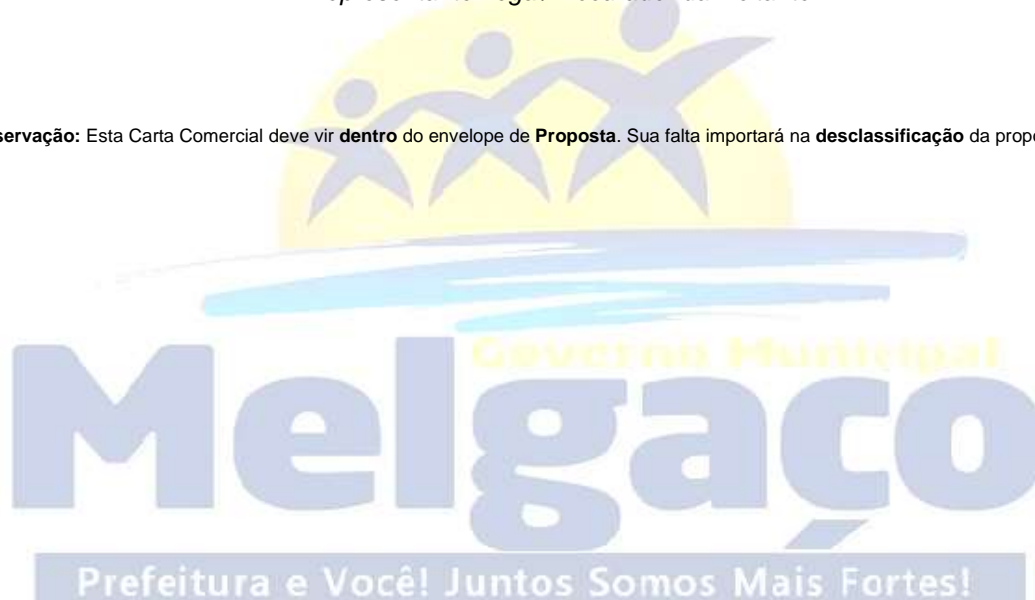 servação: Esta Carta Comercial deve vir dentro do envelope de Proposta. Sua falta importará na desclassificação da prop
Governo Municipal
Melgaço
Prefeitura e Você! Juntos Somos Mais Fortes!